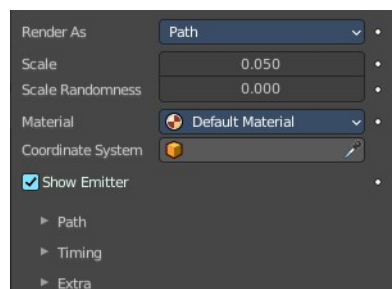 Render As Path
Scale 0.050
Scale Randomness 0.000
Material Default Material
Coordinate System
Show Emitter
Path
Timing
Extra